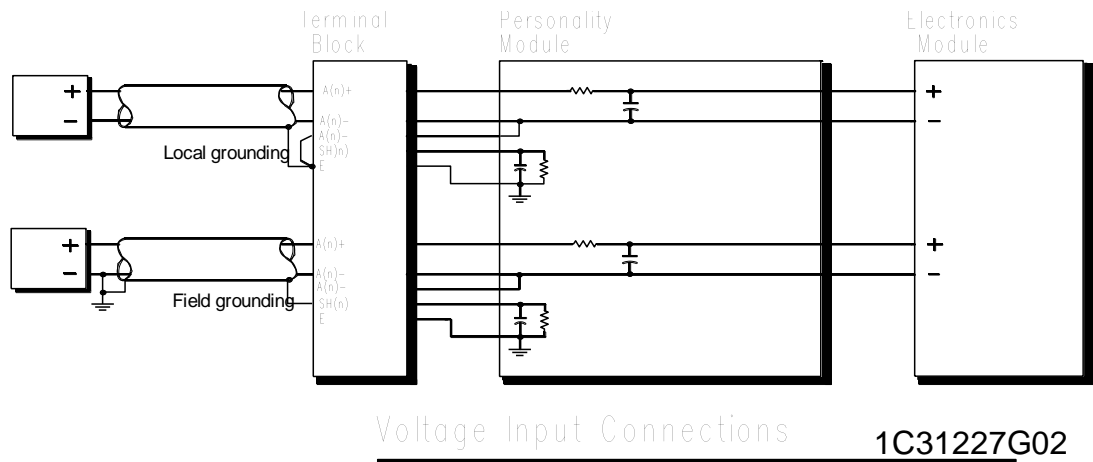 Terminal Block
Personality Module
Electronics Module
+
−
A(n)+
A(n)-
A(n)-
SH)n)
E
Local grounding
+
−
+
−
A(n)+
A(n)-
A(n)-
SH(n)
E
Field grounding
+
−
Voltage Input Connections
1C31227G02